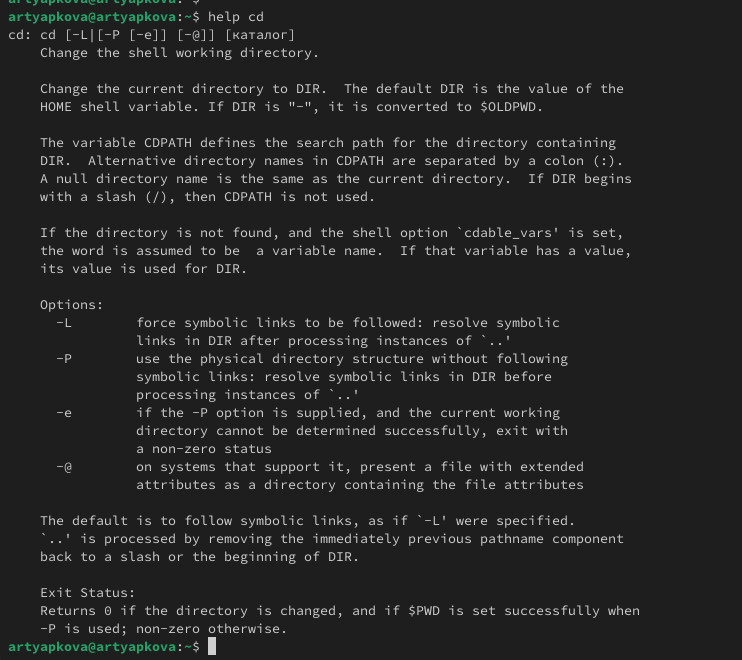 artyapkova@artyapkova:~$
artyapkova@artyapkova:~$ help cd
cd: cd [-L|[-P [-e]] [-@]] [каталог]
    Change the shell working directory.

    Change the current directory to DIR.  The default DIR is the value of the
    HOME shell variable. If DIR is "-", it is converted to $OLDPWD.

    The variable CDPATH defines the search path for the directory containing
    DIR.  Alternative directory names in CDPATH are separated by a colon (:).
    A null directory name is the same as the current directory.  If DIR begins
    with a slash (/), then CDPATH is not used.

    If the directory is not found, and the shell option `cdable_vars' is set,
    the word is assumed to be  a variable name.  If that variable has a value,
    its value is used for DIR.

    Options:
      -L        force symbolic links to be followed: resolve symbolic
                links in DIR after processing instances of `..'
      -P        use the physical directory structure without following
                symbolic links: resolve symbolic links in DIR before
                processing instances of `..'
      -e        if the -P option is supplied, and the current working
                directory cannot be determined successfully, exit with
                a non-zero status
      -@        on systems that support it, present a file with extended
                attributes as a directory containing the file attributes

    The default is to follow symbolic links, as if `-L' were specified.
    `..' is processed by removing the immediately previous pathname component
    back to a slash or the beginning of DIR.

    Exit Status:
    Returns 0 if the directory is changed, and if $PWD is set successfully when
    -P is used; non-zero otherwise.
artyapkova@artyapkova:~$